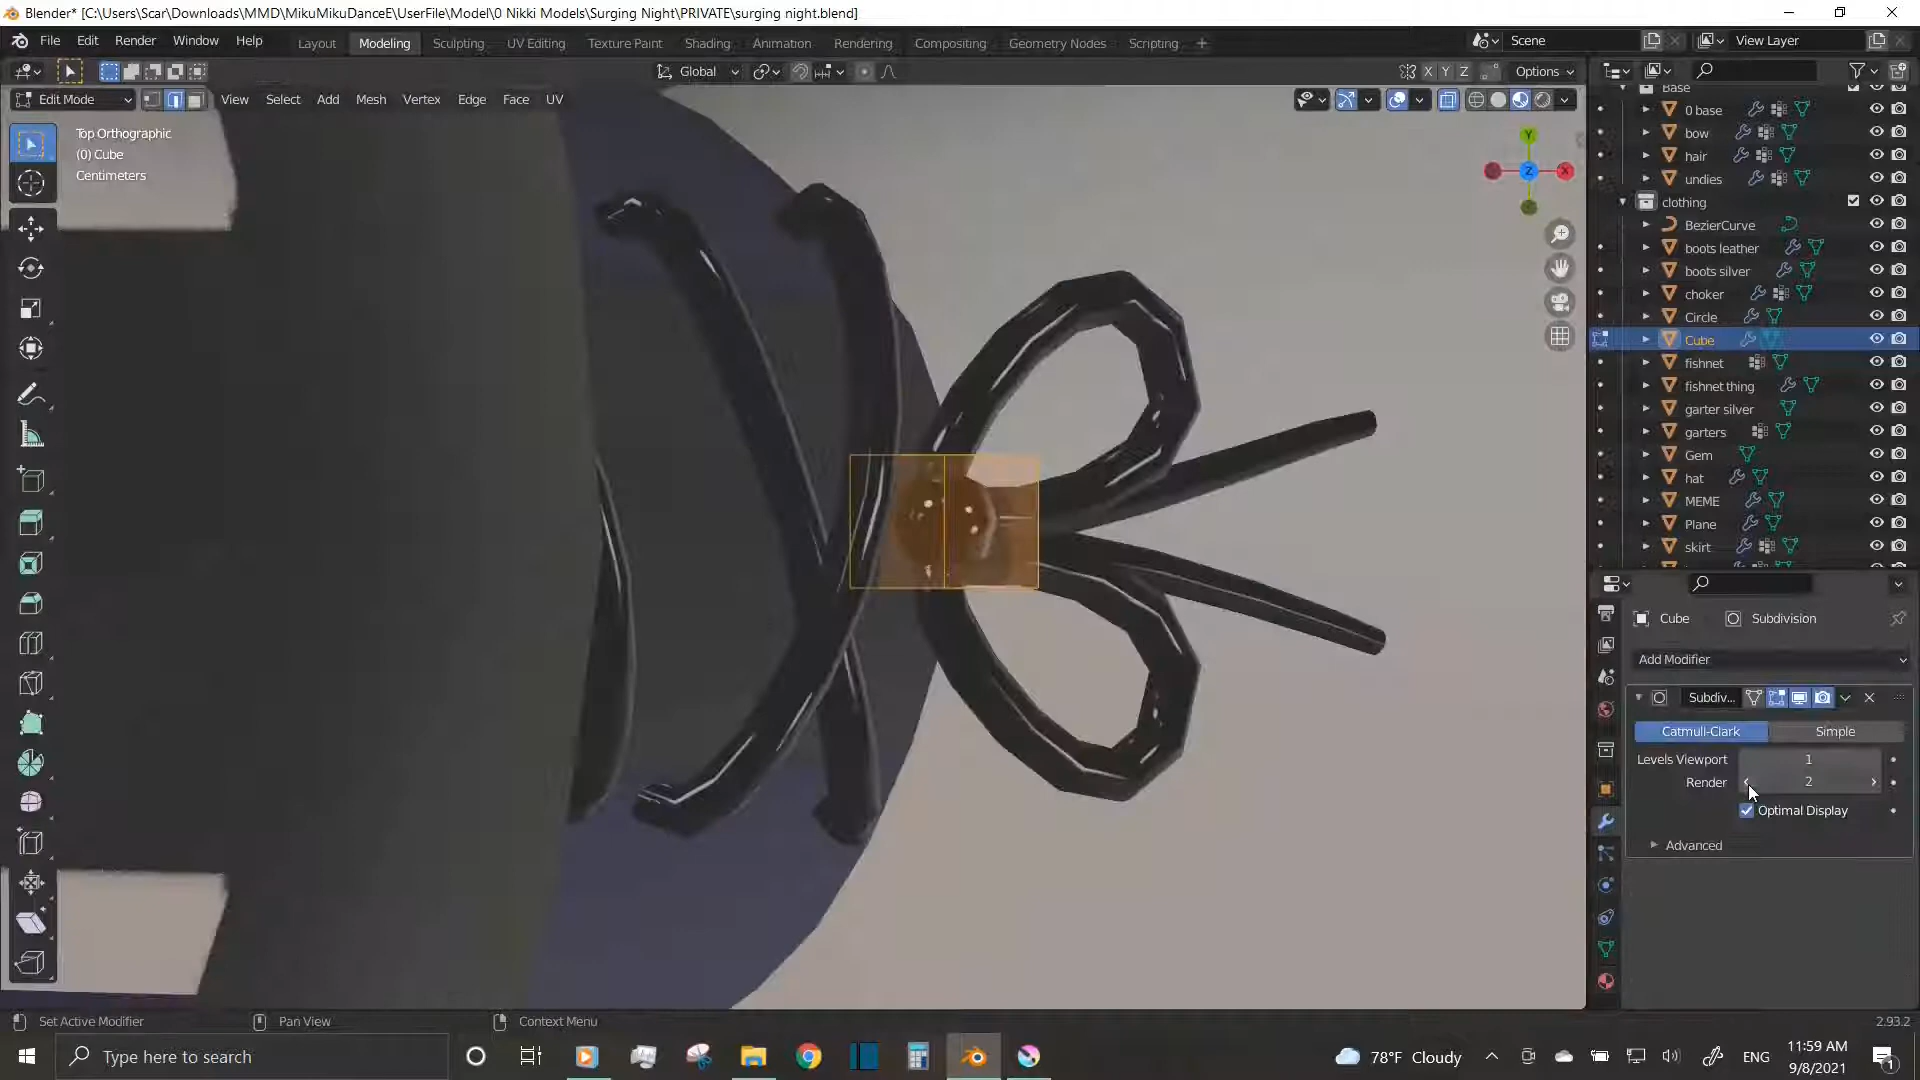 Blender* [C:\Users\Scar\Downloads\MMD\MikuMikuDanceE\UserFile\Model\0 Nikki Models\Surging Night\PRIVATE\surging night.blend]
File Edit Render Window Help
Layout Modeling Sculpting UV Editing Texture Paint Shading Animation Rendering Compositing Geometry Nodes Scripting +
Scene
View Layer
Global
X Y Z
Options
Edit Mode
View Select Add Mesh Vertex Edge Face UV
Top Orthographic
(0) Cube
Centimeters
Y
Z
X
Base
0 base
bow
hair
undies
clothing
BezierCurve
boots leather
boots silver
choker
Circle
Cube
fishnet
fishnet thing
garter silver
garters
Gem
hat
MEME
Plane
skirt
Cube Subdivision
Add Modifier
Subdiv...
Catmull-Clark Simple
Levels Viewport 1
Render 2
Optimal Display
Advanced
Set Active Modifier
Pan View
Context Menu
2.93.2
Type here to search
78°F Cloudy
ENG
11:59 AM
9/8/2021
1